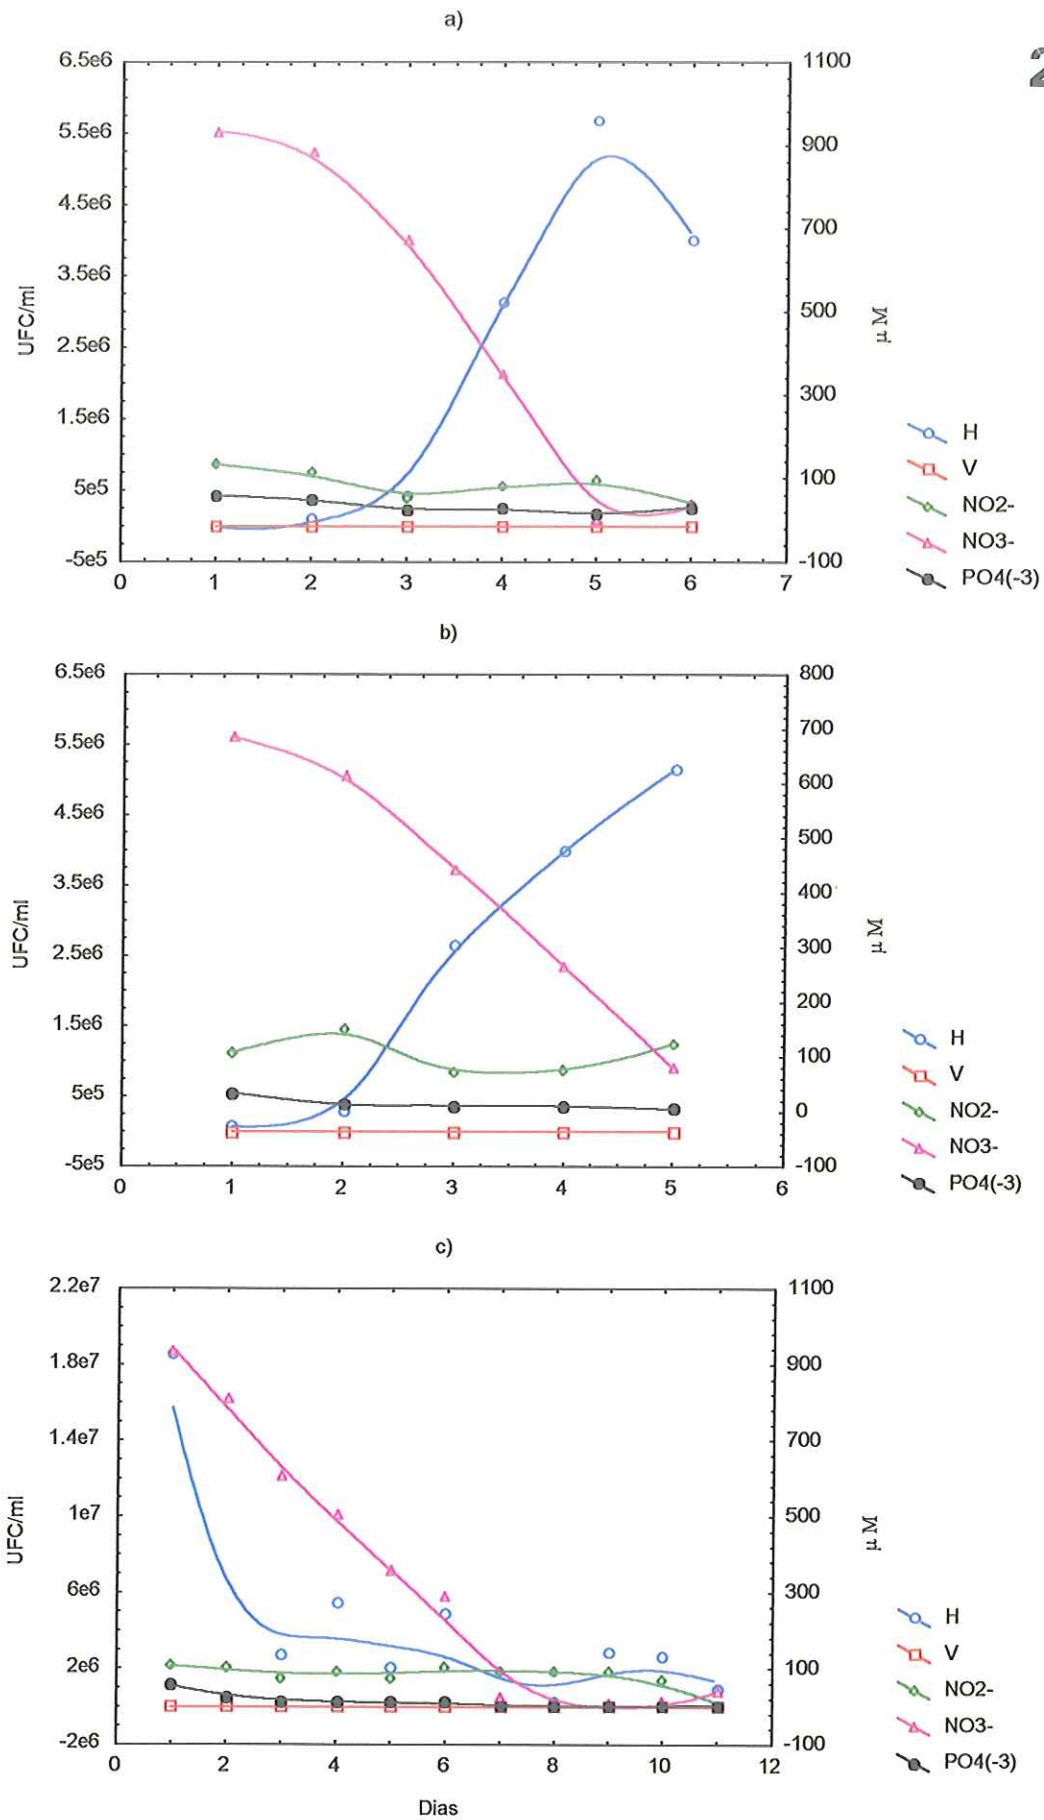 a)
2
6.5e6
5.5e6
4.5e6
3.5e6
2.5e6
1.5e6
5e5
-5e5
UFC/ml
1100
900
700
500
300
100
-100
μ M
0 1 2 3 4 5 6 7
H
V
NO2-
NO3-
PO4(-3)
b)
6.5e6
5.5e6
4.5e6
3.5e6
2.5e6
1.5e6
5e5
-5e5
UFC/ml
800
700
600
500
400
300
200
100
0
-100
μ M
0 1 2 3 4 5 6
H
V
NO2-
NO3-
PO4(-3)
c)
2.2e7
1.8e7
1.4e7
1e7
6e6
2e6
-2e6
UFC/ml
1100
900
700
500
300
100
-100
μ M
0 2 4 6 8 10 12
Dias
H
V
NO2-
NO3-
PO4(-3)